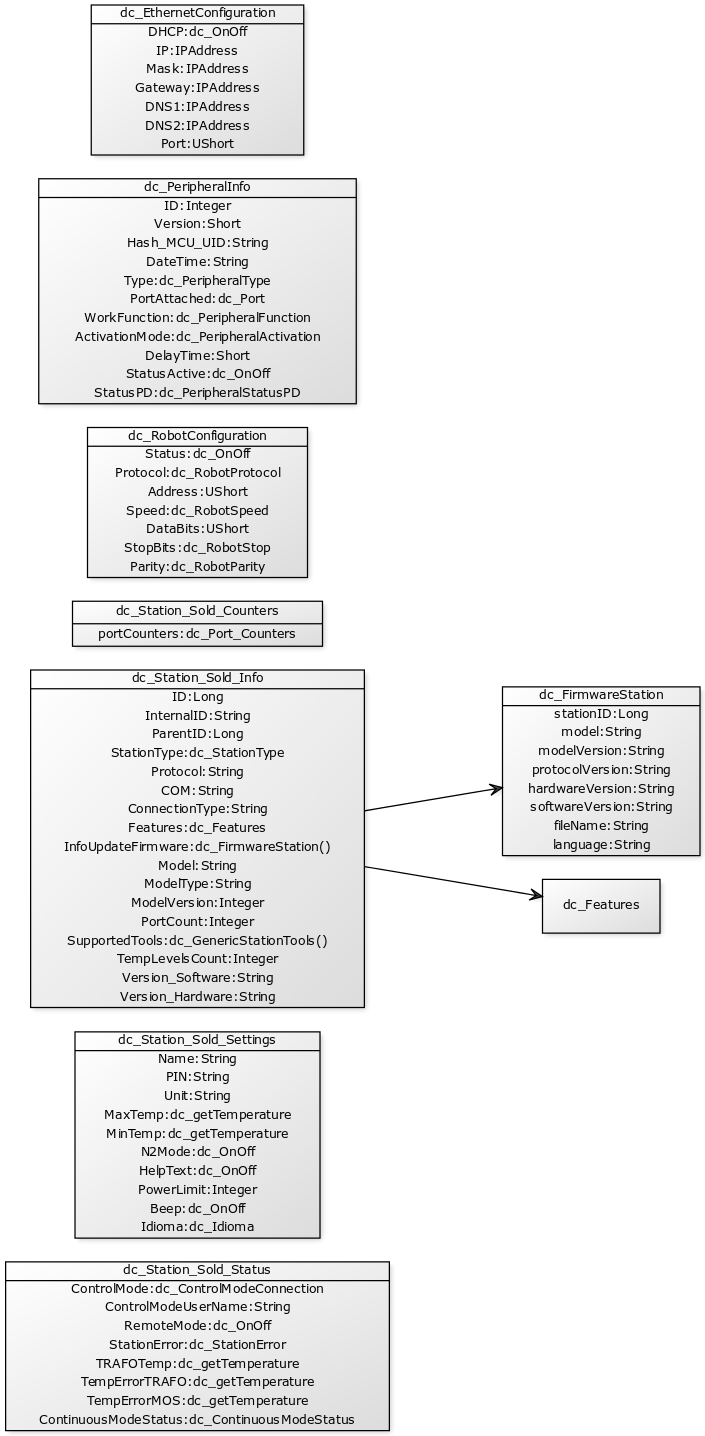 dc_EthernetConfiguration
DHCP:dc_OnOff
IP:IPAddress
Mask:IPAddress
Gateway:IPAddress
DNS1:IPAddress
DNS2:IPAddress
Port:UShort
dc_PeripheralInfo
ID:Integer
Version:Short
Hash_MCU_UID:String
DateTime:String
Type:dc_PeripheralType
PortAttached:dc_Port
WorkFunction:dc_PeripheralFunction
ActivationMode:dc_PeripheralActivation
DelayTime:Short
StatusActive:dc_OnOff
StatusPD:dc_PeripheralStatusPD
dc_RobotConfiguration
Status:dc_OnOff
Protocol:dc_RobotProtocol
Address:UShort
Speed:dc_RobotSpeed
DataBits:UShort
StopBits:dc_RobotStop
Parity:dc_RobotParity
dc_Station_Sold_Counters
portCounters:dc_Port_Counters
dc_Station_Sold_Info
ID:Long
InternalID:String
ParentID:Long
StationType:dc_StationType
Protocol:String
COM:String
ConnectionType:String
Features:dc_Features
InfoUpdateFirmware:dc_FirmwareStation()
Model:String
ModelType:String
ModelVersion:Integer
PortCount:Integer
SupportedTools:dc_GenericStationTools()
TempLevelsCount:Integer
Version_Software:String
Version_Hardware:String
dc_FirmwareStation
stationID:Long
model:String
modelVersion:String
protocolVersion:String
hardwareVersion:String
softwareVersion:String
fileName:String
language:String
dc_Features
dc_Station_Sold_Settings
Name:String
PIN:String
Unit:String
MaxTemp:dc_getTemperature
MinTemp:dc_getTemperature
N2Mode:dc_OnOff
HelpText:dc_OnOff
PowerLimit:Integer
Beep:dc_OnOff
Idioma:dc_Idioma
dc_Station_Sold_Status
ControlMode:dc_ControlModeConnection
ControlModeUserName:String
RemoteMode:dc_OnOff
StationError:dc_StationError
TRAFOTemp:dc_getTemperature
TempErrorTRAFO:dc_getTemperature
TempErrorMOS:dc_getTemperature
ContinuousModeStatus:dc_ContinuousModeStatus